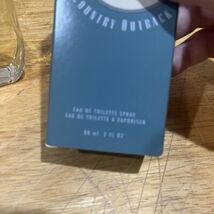 COUNTRY OUTBACK
EAU DE TOILETTE SPRAY
EAU DE TOILETTE A VAPORISER
60 ml 2 FL OZ